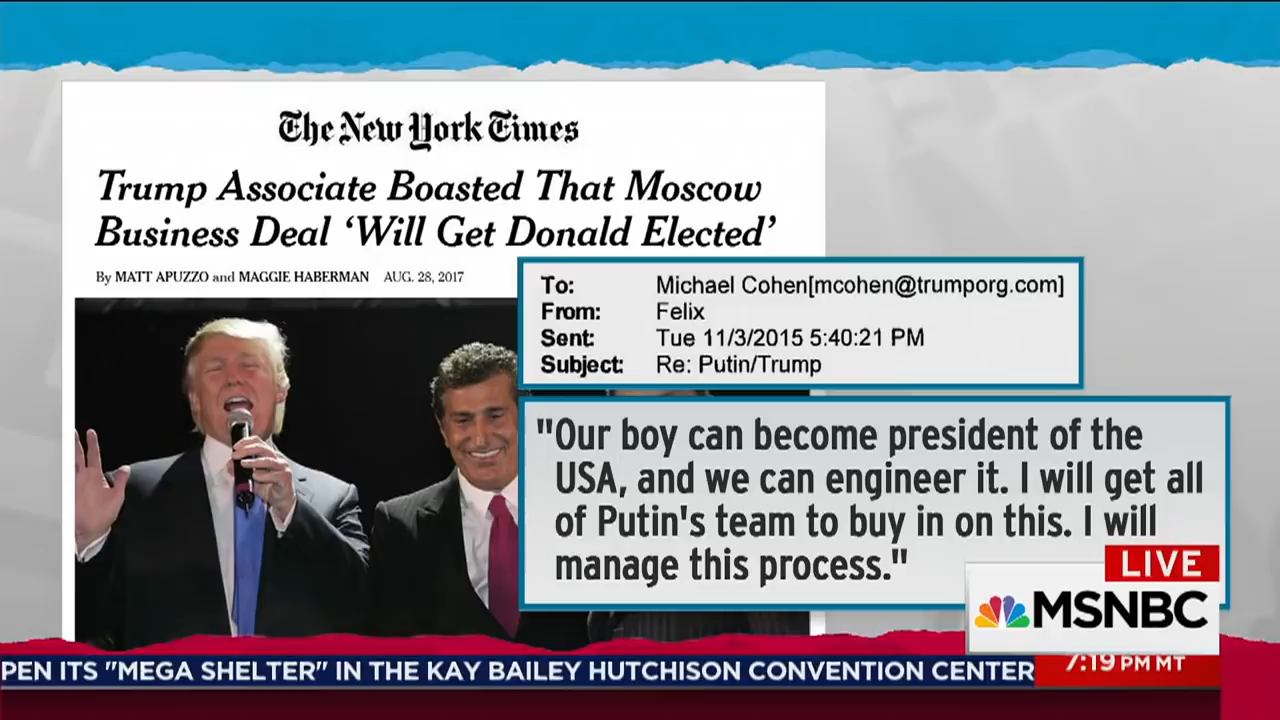 The New York Times
Trump Associate Boasted That Moscow
Business Deal ‘Will Get Donald Elected’
By MATT APUZZO and MAGGIE HABERMAN AUG. 28, 2017
To: Michael Cohen[mcohen@trumporg.com]
From: Felix
Sent: Tue 11/3/2015 5:40:21 PM
Subject: Re: Putin/Trump
"Our boy can become president of the
USA, and we can engineer it. I will get all
of Putin's team to buy in on this. I will
manage this process."
LIVE
MSNBC
PEN ITS "MEGA SHELTER" IN THE KAY BAILEY HUTCHISON CONVENTION CENTER
7:19 PM MT